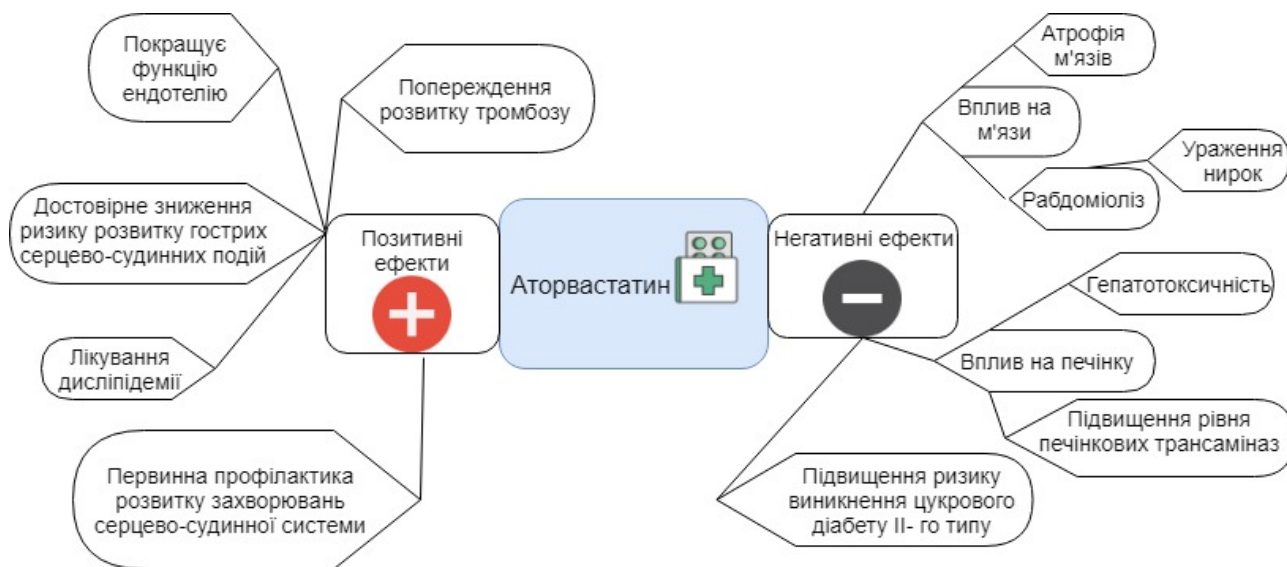 Покращує
функцію
ендотелію
Попереждення
розвитку тромбозу
Достовірне зниження
ризику розвитку гострих
серцево-судинних подій
Лікування
дисліпідемії
Первинна профілактика
розвитку захворювань
серцево-судинної системи
Позитивні
ефекти
Аторвастатин
Негативні ефекти
Атрофія
м'язів
Вплив на
м'язи
Рабдоміоліз
Ураження
нирок
Гепатотоксичність
Вплив на печінку
Підвищення рівня
печінкових трансаміназ
Підвищення ризику
виникнення цукрового
діабету ІІ- го типу